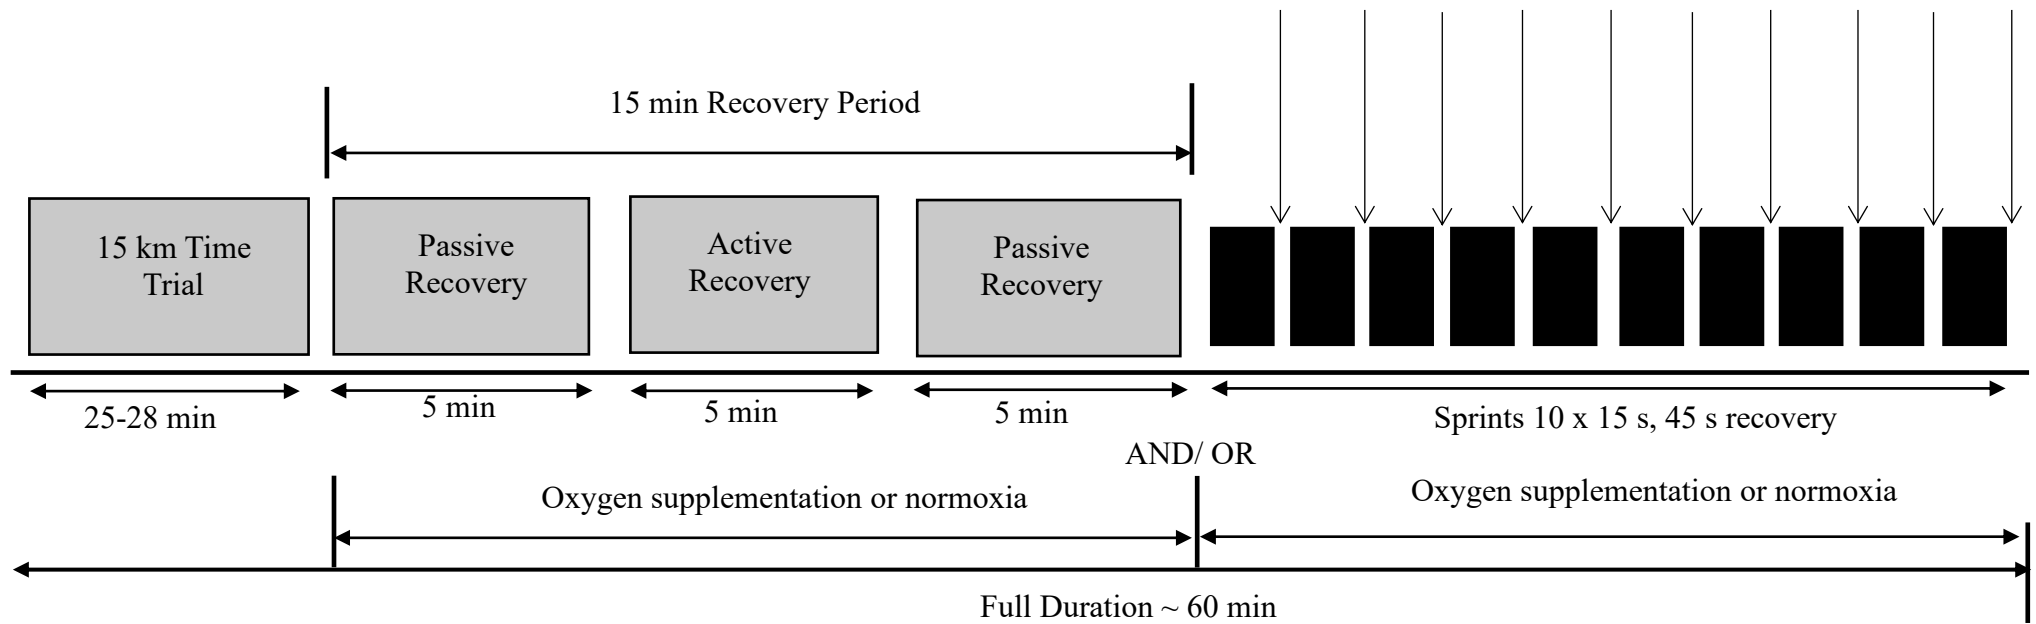 15 min Recovery Period
15 km Time
Trial
Passive
Recovery
Active
Recovery
Passive
Recovery
25-28 min
5 min
5 min
5 min
Sprints 10 x 15 s, 45 s recovery
AND/ OR
Oxygen supplementation or normoxia
Oxygen supplementation or normoxia
Full Duration ~ 60 min